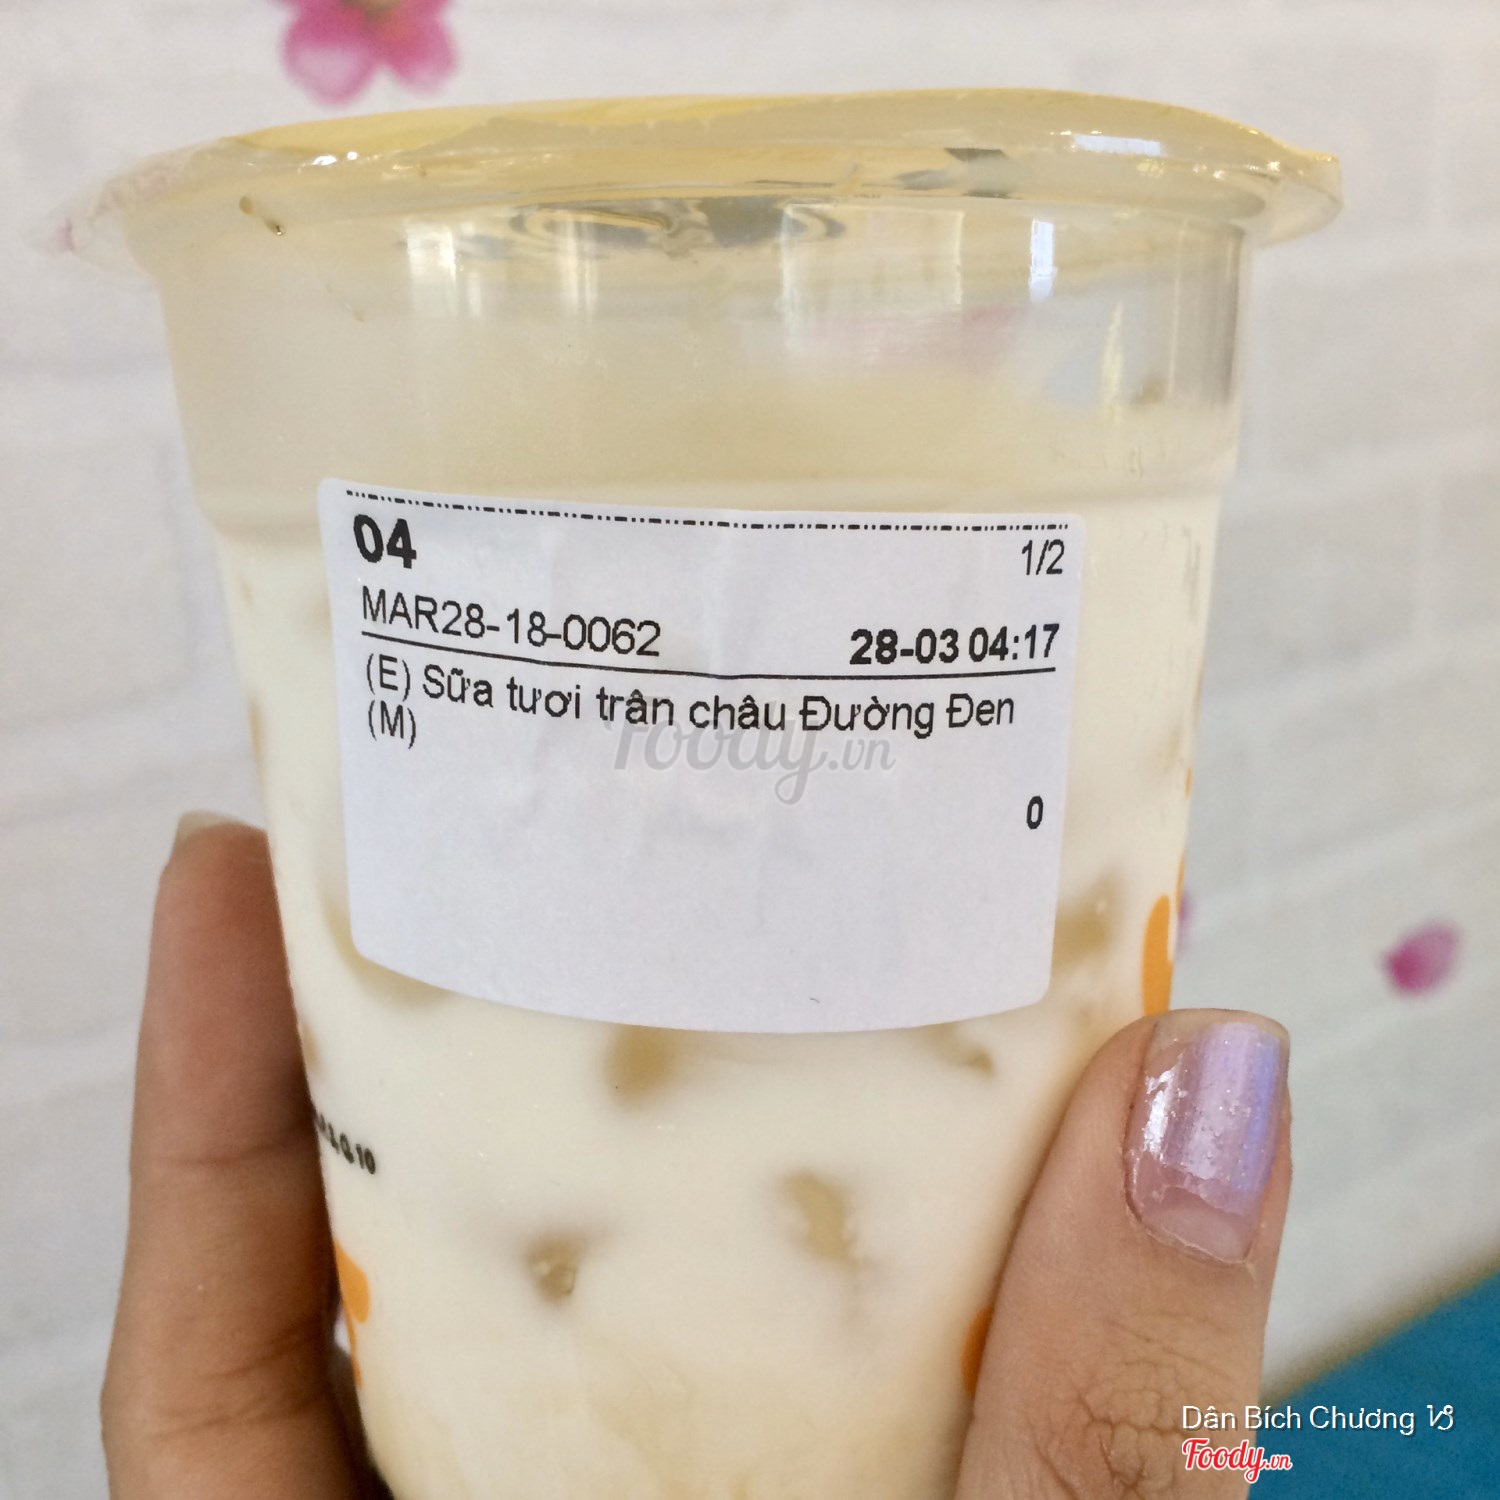 04
1/2
MAR28-18-0062
28-03 04:17
(E) Sữa tươi trân châu Đường Đen
(M)
Foody.vn
0
10
Dân Bích Chương
Foody.vn